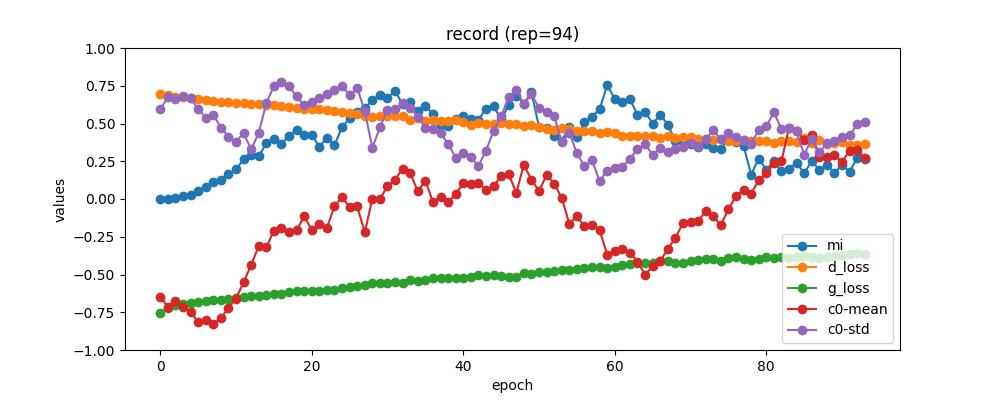 record (rep=94)
1.00
0.75
0.50
0.25
0.00
−0.25
−0.50
−0.75
−1.00
values
0
20
40
60
80
epoch
mi
d_loss
g_loss
c0-mean
c0-std